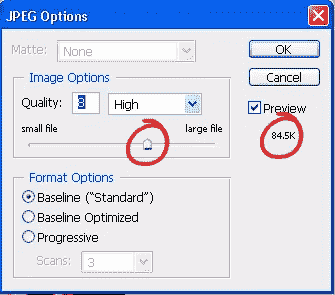 JPEG Options
Matte: None
OK
Cancel
Image Options
Quality: 8 High
small file large file
Preview
84.5K
Format Options
Baseline ("Standard")
Baseline Optimized
Progressive
Scans: 3